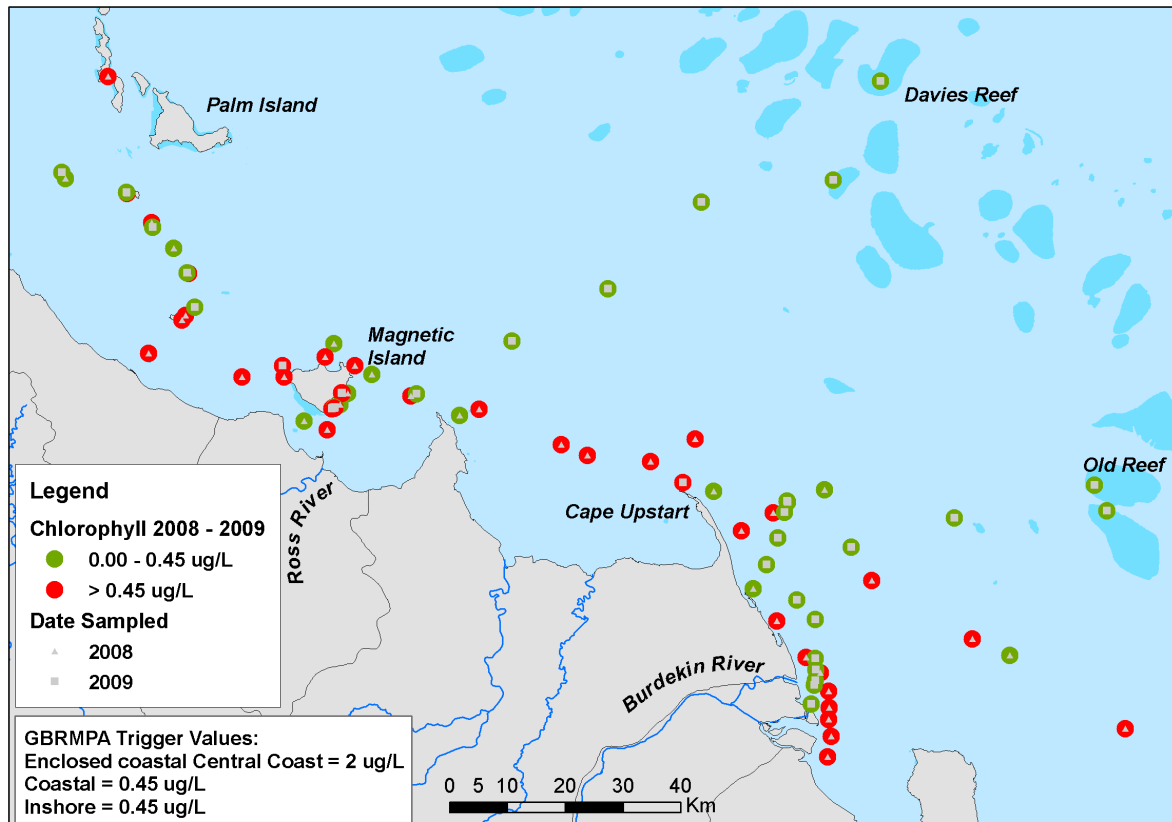 Palm Island
Davies Reef
Magnetic
Island
Old Reef
Cape Upstart
Ross River
Burdekin River
Legend
Chlorophyll 2008 - 2009
0.00 - 0.45 ug/L
> 0.45 ug/L
Date Sampled
2008
2009
GBRMPA Trigger Values:
Enclosed coastal Central Coast = 2 ug/L
Coastal = 0.45 ug/L
Inshore = 0.45 ug/L
0 5 10 20 30 40
Km